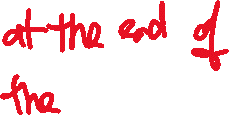 at the end of
the